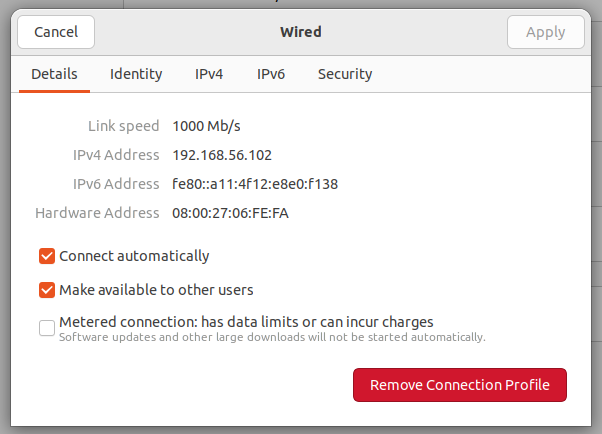 Cancel Wired Apply
Details Identity IPv4 IPv6 Security
Link speed 1000 Mb/s
IPv4 Address 192.168.56.102
IPv6 Address fe80::a11:4f12:e8e0:f138
Hardware Address 08:00:27:06:FE:FA
Connect automatically
Make available to other users
Metered connection: has data limits or can incur charges
Software updates and other large downloads will not be started automatically.
Remove Connection Profile